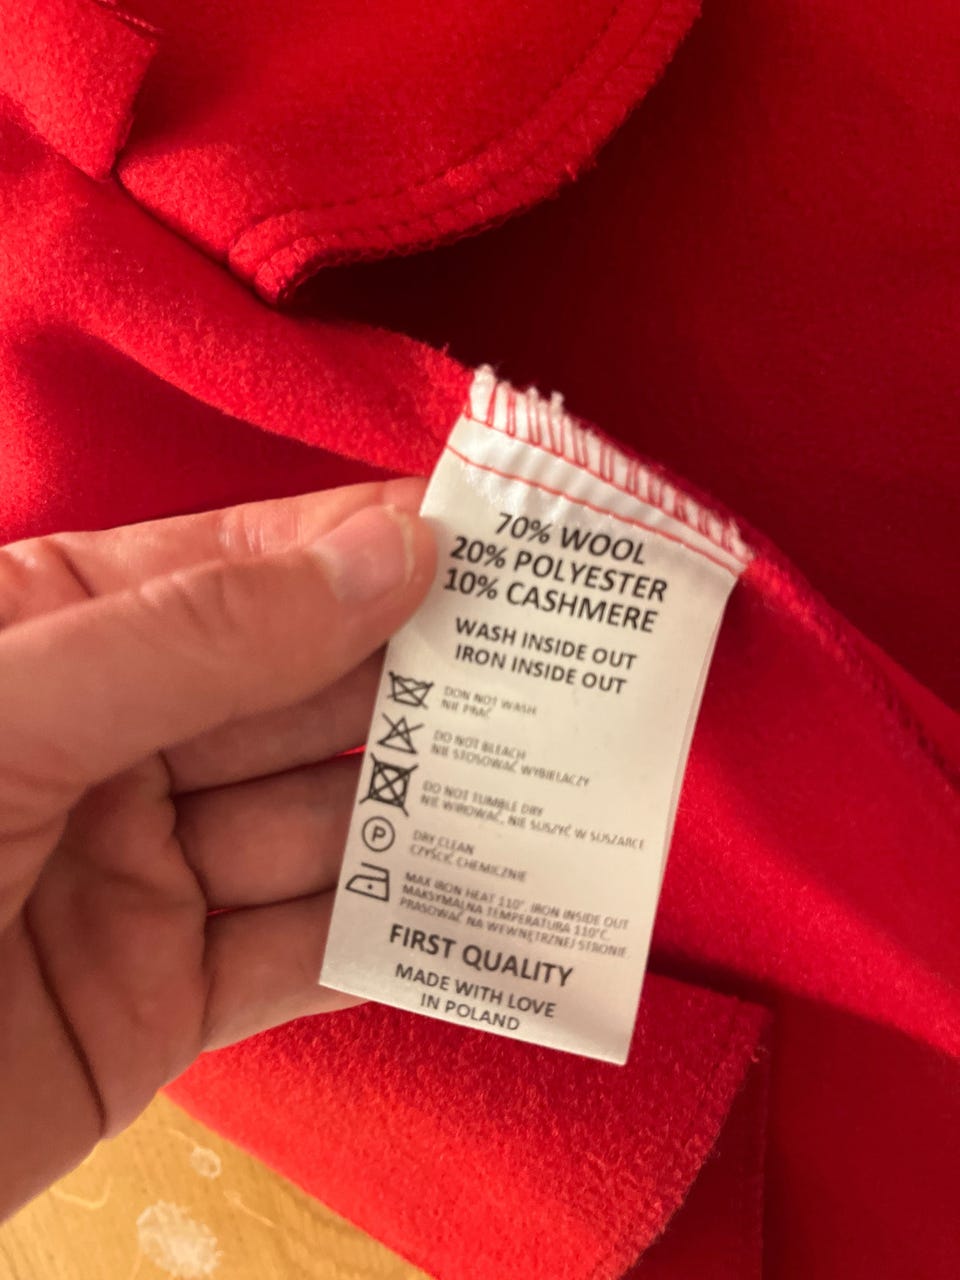 70% WOOL
20% POLYESTER
10% CASHMERE
WASH INSIDE OUT
IRON INSIDE OUT
DON NOT WASH
NIE PRAĆ
DO NOT BLEACH
NIE STOSOWAĆ WYBIELACZY
DO NOT TUMBLE DRY
NIE WIROWAĆ, NIE SUSZYĆ W SUSZARCE
P
DRY CLEAN
CZYŚCIĆ CHEMICZNIE
MAX IRON HEAT 110°. IRON INSIDE OUT
MAKSYMALNA TEMPERATURA 110°C.
PRASOWAĆ NA WEWNĘTRZNEJ STRONIE
FIRST QUALITY
MADE WITH LOVE
IN POLAND